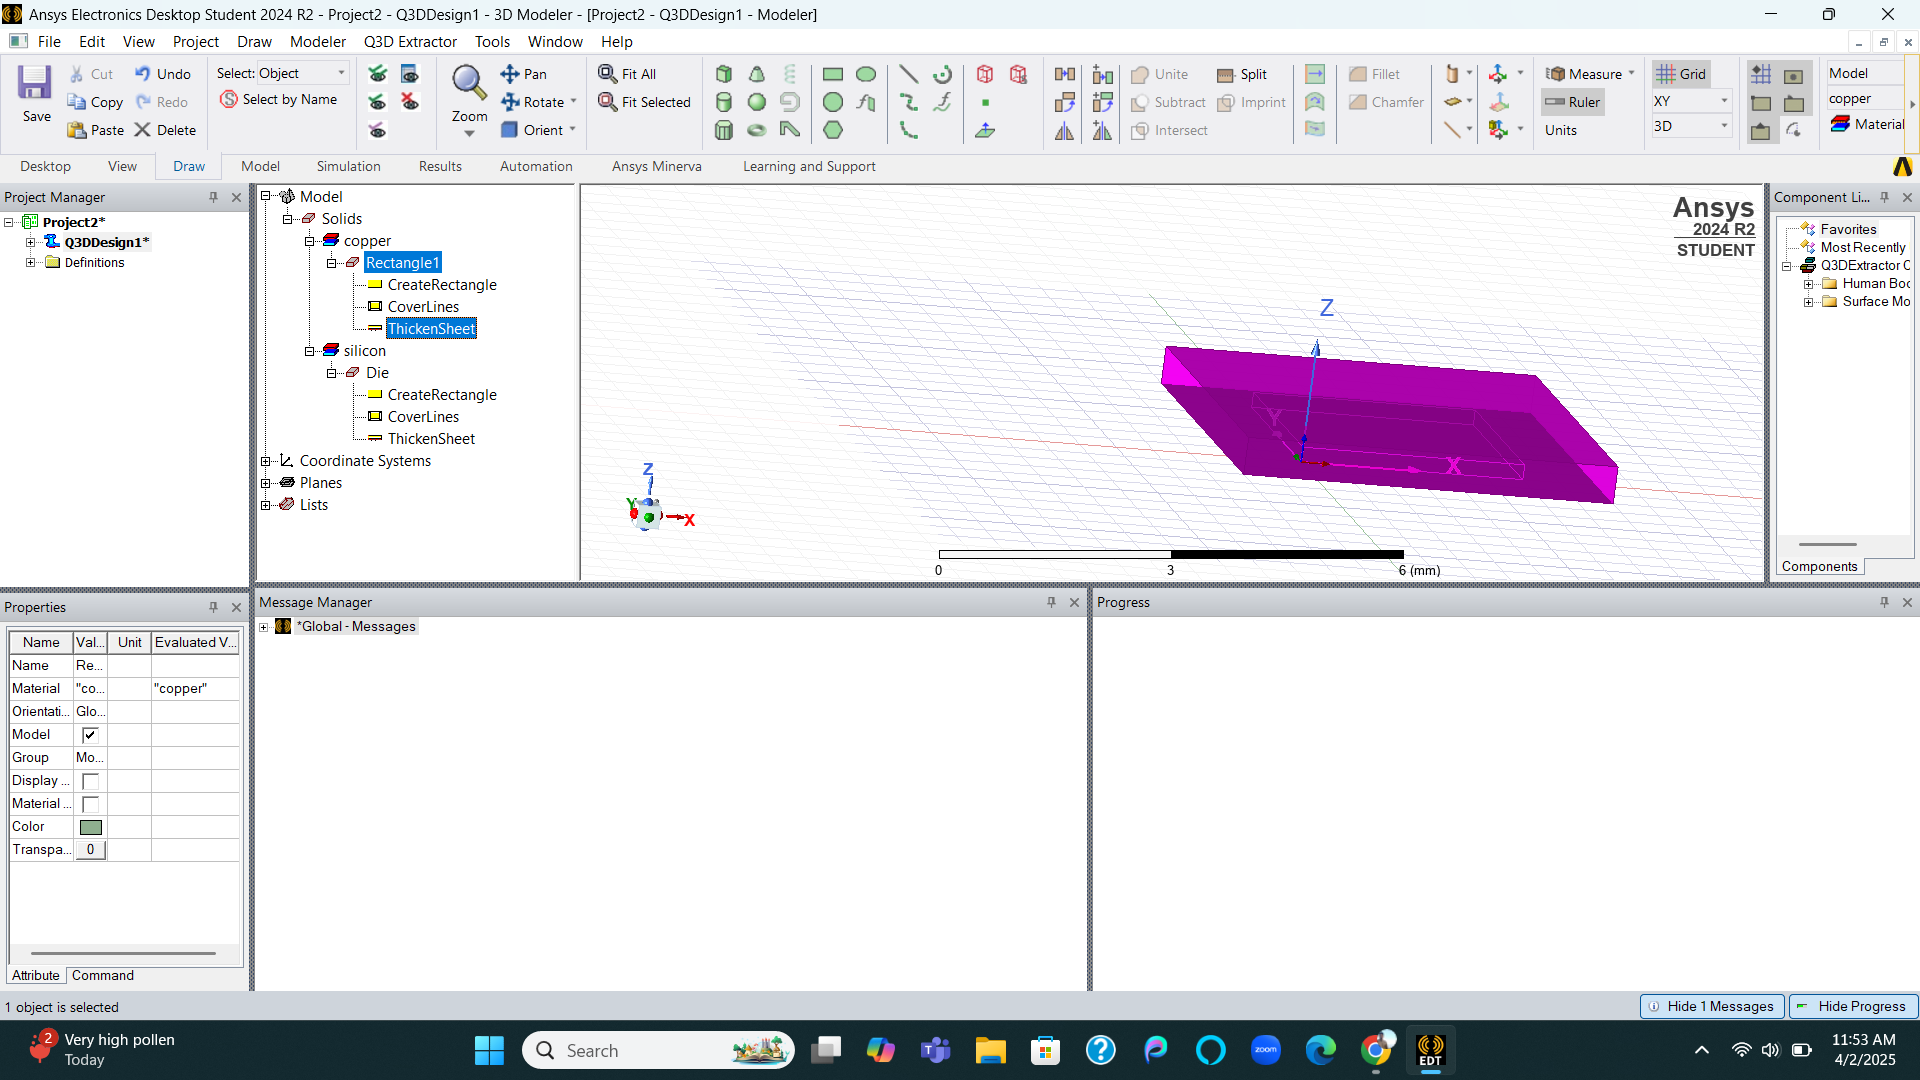 Ansys Electronics Desktop Student 2024 R2 - Project2 - Q3DDesign1 - 3D Modeler - [Project2 - Q3DDesign1 - Modeler]
File Edit View Project Draw Modeler Q3D Extractor Tools Window Help
Save
Cut
Copy
Paste
Undo
Redo
Delete
Select: Object
Select by Name
Zoom
Pan
Rotate
Orient
Fit All
Fit Selected
Unite
Subtract
Intersect
Split
Imprint
Fillet
Chamfer
Measure
Ruler
Units
Grid
XY
3D
Model
copper
Material
Desktop View Draw Model Simulation Results Automation Ansys Minerva Learning and Support
Project Manager
Project2*
Q3DDesign1*
Definitions
Model
Solids
copper
Rectangle1
CreateRectangle
CoverLines
ThickenSheet
silicon
Die
CreateRectangle
CoverLines
ThickenSheet
Coordinate Systems
Planes
Lists
Ansys
2024 R2
STUDENT
Z
Y
X
Z
Y
X
0 3 6 (mm)
Component Li...
Favorites
Most Recently
Q3DExtractor C
Human Boo
Surface Mo
Components
Properties
Name Val... Unit Evaluated V...
Name Re...
Material "co... "copper"
Orientati... Glo...
Model
Group Mo...
Display ...
Material ...
Color
Transpa... 0
Attribute Command
Message Manager
*Global - Messages
Progress
1 object is selected
Hide 1 Messages
Hide Progress
2
Very high pollen
Today
Search
zoom
EDT
11:53 AM
4/2/2025